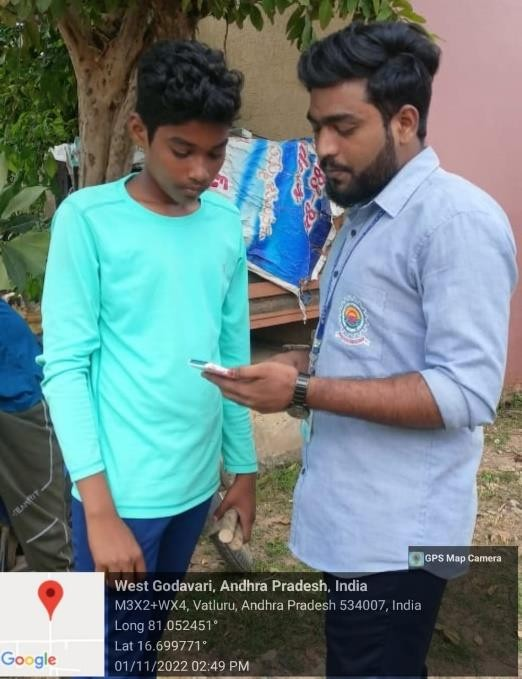 GPS Map Camera
West Godavari, Andhra Pradesh, India
M3X2+WX4, Vatluru, Andhra Pradesh 534007, India
Long 81.052451°
Lat 16.699771°
01/11/2022 02:49 PM
Google